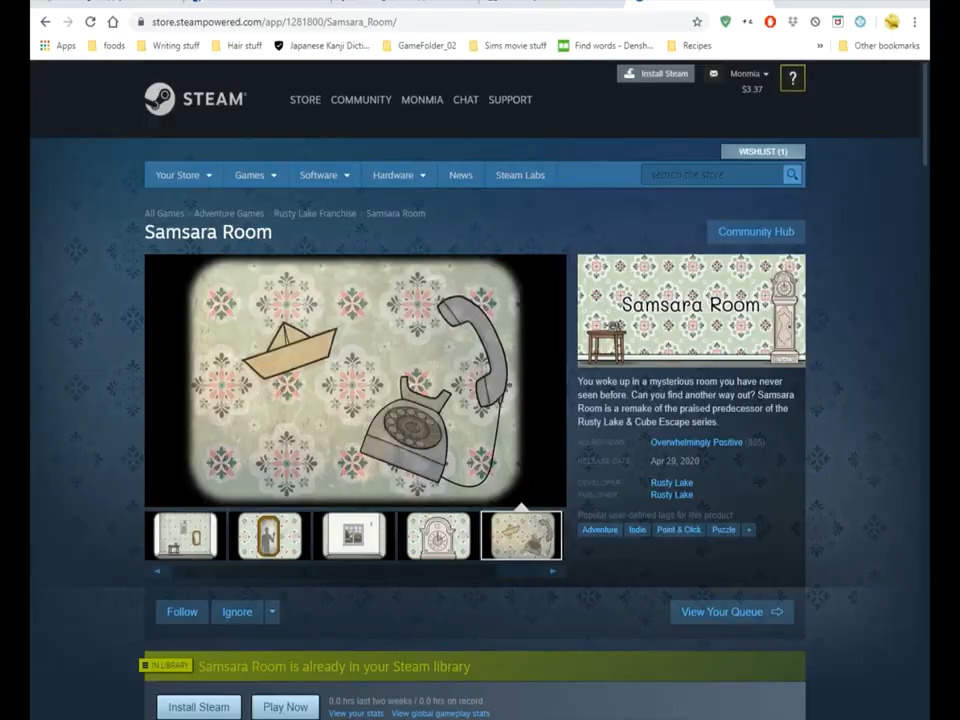 store.steampowered.com/app/1281800/Samsara_Room/
Apps foods Writing stuff Hair stuff Japanese Kanji Dicti... GameFolder_02 Sims movie stuff Find words - Densh... Recipes » Other bookmarks
Install Steam Monmia
$3.37
?
STEAM STORE COMMUNITY MONMIA CHAT SUPPORT
WISHLIST (1)
Your Store Games Software Hardware News Steam Labs search the store
All Games Adventure Games Rusty Lake Franchise Samsara Room
Samsara Room
Community Hub
Samsara Room
You woke up in a mysterious room you have never
seen before. Can you find another way out? Samsara
Room is a remake of the praised predecessor of the
Rusty Lake & Cube Escape series.
ALL REVIEWS: Overwhelmingly Positive (805)
RELEASE DATE: Apr 29, 2020
DEVELOPER: Rusty Lake
PUBLISHER: Rusty Lake
Popular user-defined tags for this product:
Adventure Indie Point & Click Puzzle +
Follow Ignore View Your Queue
IN LIBRARY Samsara Room is already in your Steam library
Install Steam Play Now
0.0 hrs last two weeks / 0.0 hrs on record
View your stats View global gameplay stats